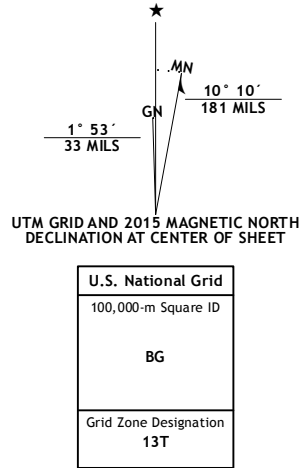 ★
MN
GN
10° 10´
181 MILS
1° 53´
33 MILS
UTM GRID AND 2015 MAGNETIC NORTH
DECLINATION AT CENTER OF SHEET
U.S. National Grid
100,000-m Square ID
BG
Grid Zone Designation
13T